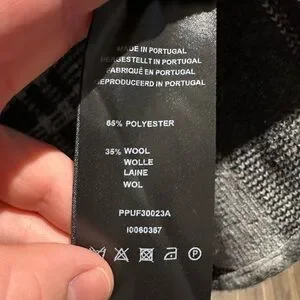 MADE IN PORTUGAL
HERGESTELLT IN PORTUGAL
FABRIQUÉ EN PORTUGAL
GEPRODUCEERD IN PORTUGAL
65% POLYESTER
35% WOOL
WOLLE
LAINE
WOL
PPUF30023A
I0060367